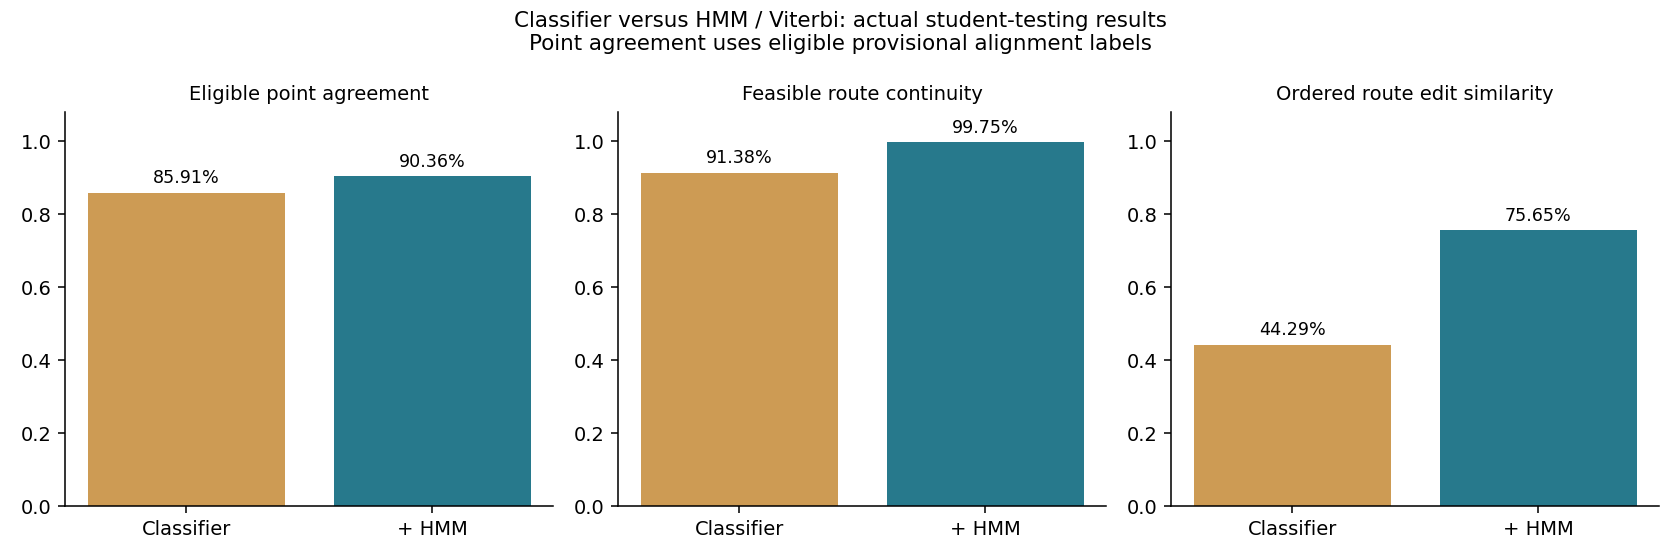 Classifier versus HMM / Viterbi: actual student-testing results
Point agreement uses eligible provisional alignment labels
Eligible point agreement
1.0
0.8
0.6
0.4
0.2
0.0
85.91%
90.36%
Classifier
+ HMM
Feasible route continuity
1.0
0.8
0.6
0.4
0.2
0.0
91.38%
99.75%
Classifier
+ HMM
Ordered route edit similarity
1.0
0.8
0.6
0.4
0.2
0.0
44.29%
75.65%
Classifier
+ HMM